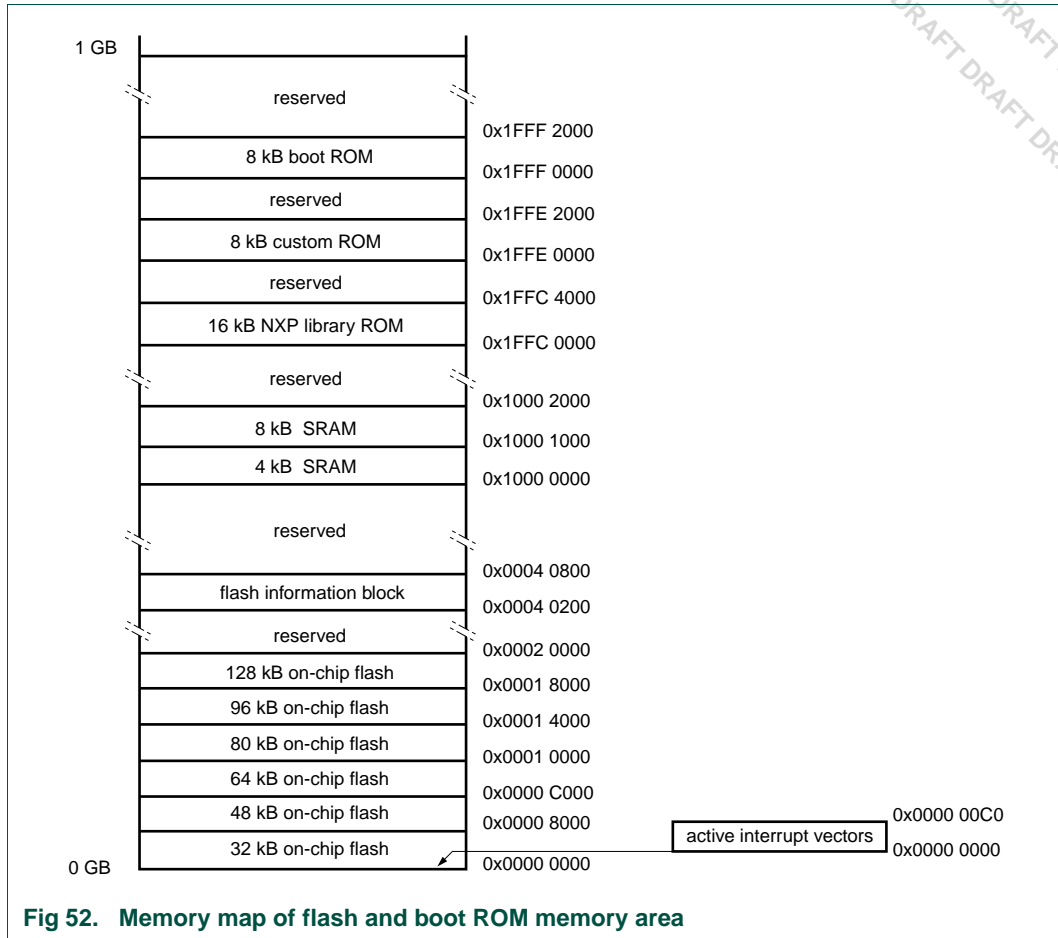 DRAFT DRAFT
DRAFT DRAFT DRAFT
1 GB
reserved
0x1FFF 2000
8 kB boot ROM
0x1FFF 0000
reserved
0x1FFE 2000
8 kB custom ROM
0x1FFE 0000
reserved
0x1FFC 4000
16 kB NXP library ROM
0x1FFC 0000
reserved
0x1000 2000
8 kB SRAM
0x1000 1000
4 kB SRAM
0x1000 0000
reserved
0x0004 0800
flash information block
0x0004 0200
reserved
0x0002 0000
128 kB on-chip flash
0x0001 8000
96 kB on-chip flash
0x0001 4000
80 kB on-chip flash
0x0001 0000
64 kB on-chip flash
0x0000 C000
48 kB on-chip flash
0x0000 8000
0x0000 00C0
active interrupt vectors
32 kB on-chip flash
0x0000 0000
0x0000 0000
0 GB
Fig 52. Memory map of flash and boot ROM memory area